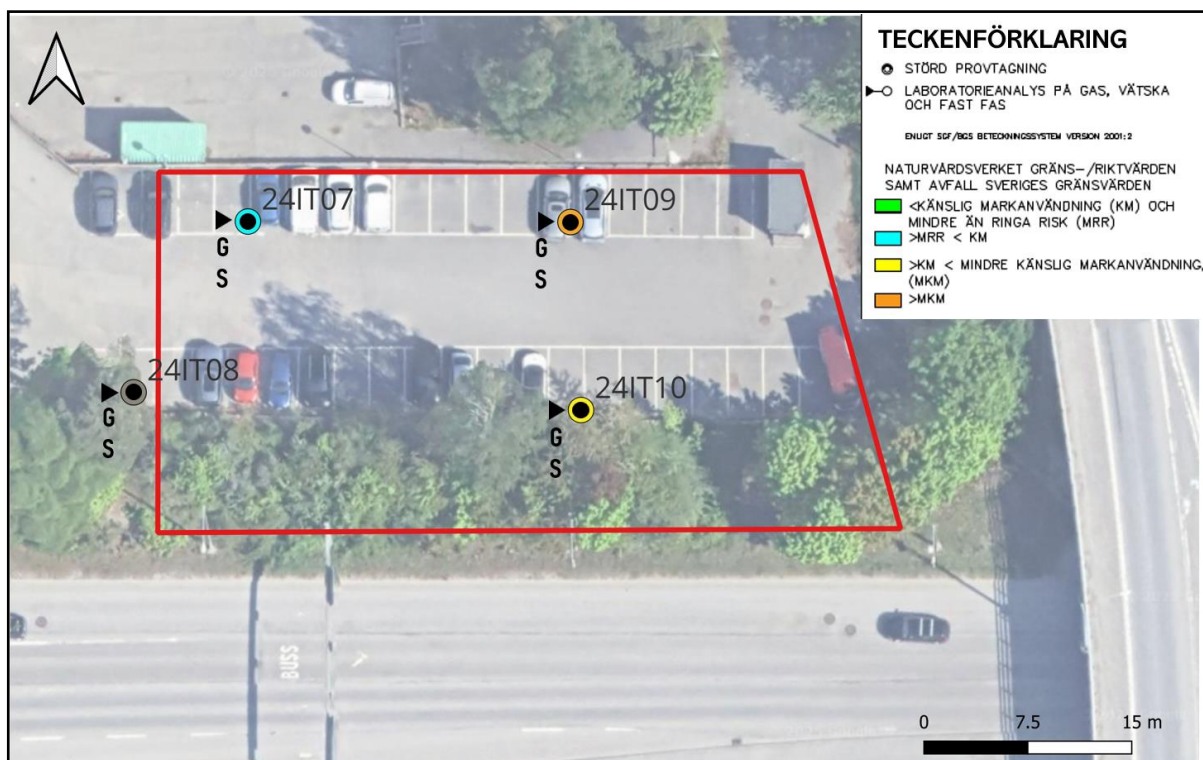 TECKENFÖRKLARING
STÖRD PROVTAGNING
LABORATORIEANALYS PÅ GAS, VÄTSKA
OCH FAST FAS
ENLIGT SGF/BGS BETECKNINGSSYSTEM VERSION 2001:2
NATURVÅRDSVERKET GRÄNS-/RIKTVÄRDEN
SAMT AVFALL SVERIGES GRÄNSVÄRDEN
<KÄNSLIG MARKANVÄNDNING (KM) OCH
MINDRE ÄN RINGA RISK (MRR)
>MRR < KM
>KM < MINDRE KÄNSLIG MARKANVÄNDNING,
(MKM)
>MKM
24IT07
G
S
24IT09
G
S
24IT08
G
S
24IT10
G
S
BUSS
0 7.5 15 m